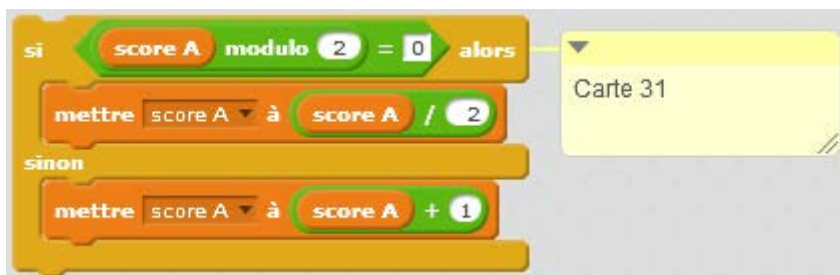 si score A modulo 2 = 0 alors
Carte 31
mettre score A à score A / 2
sinon
mettre score A à score A + 1